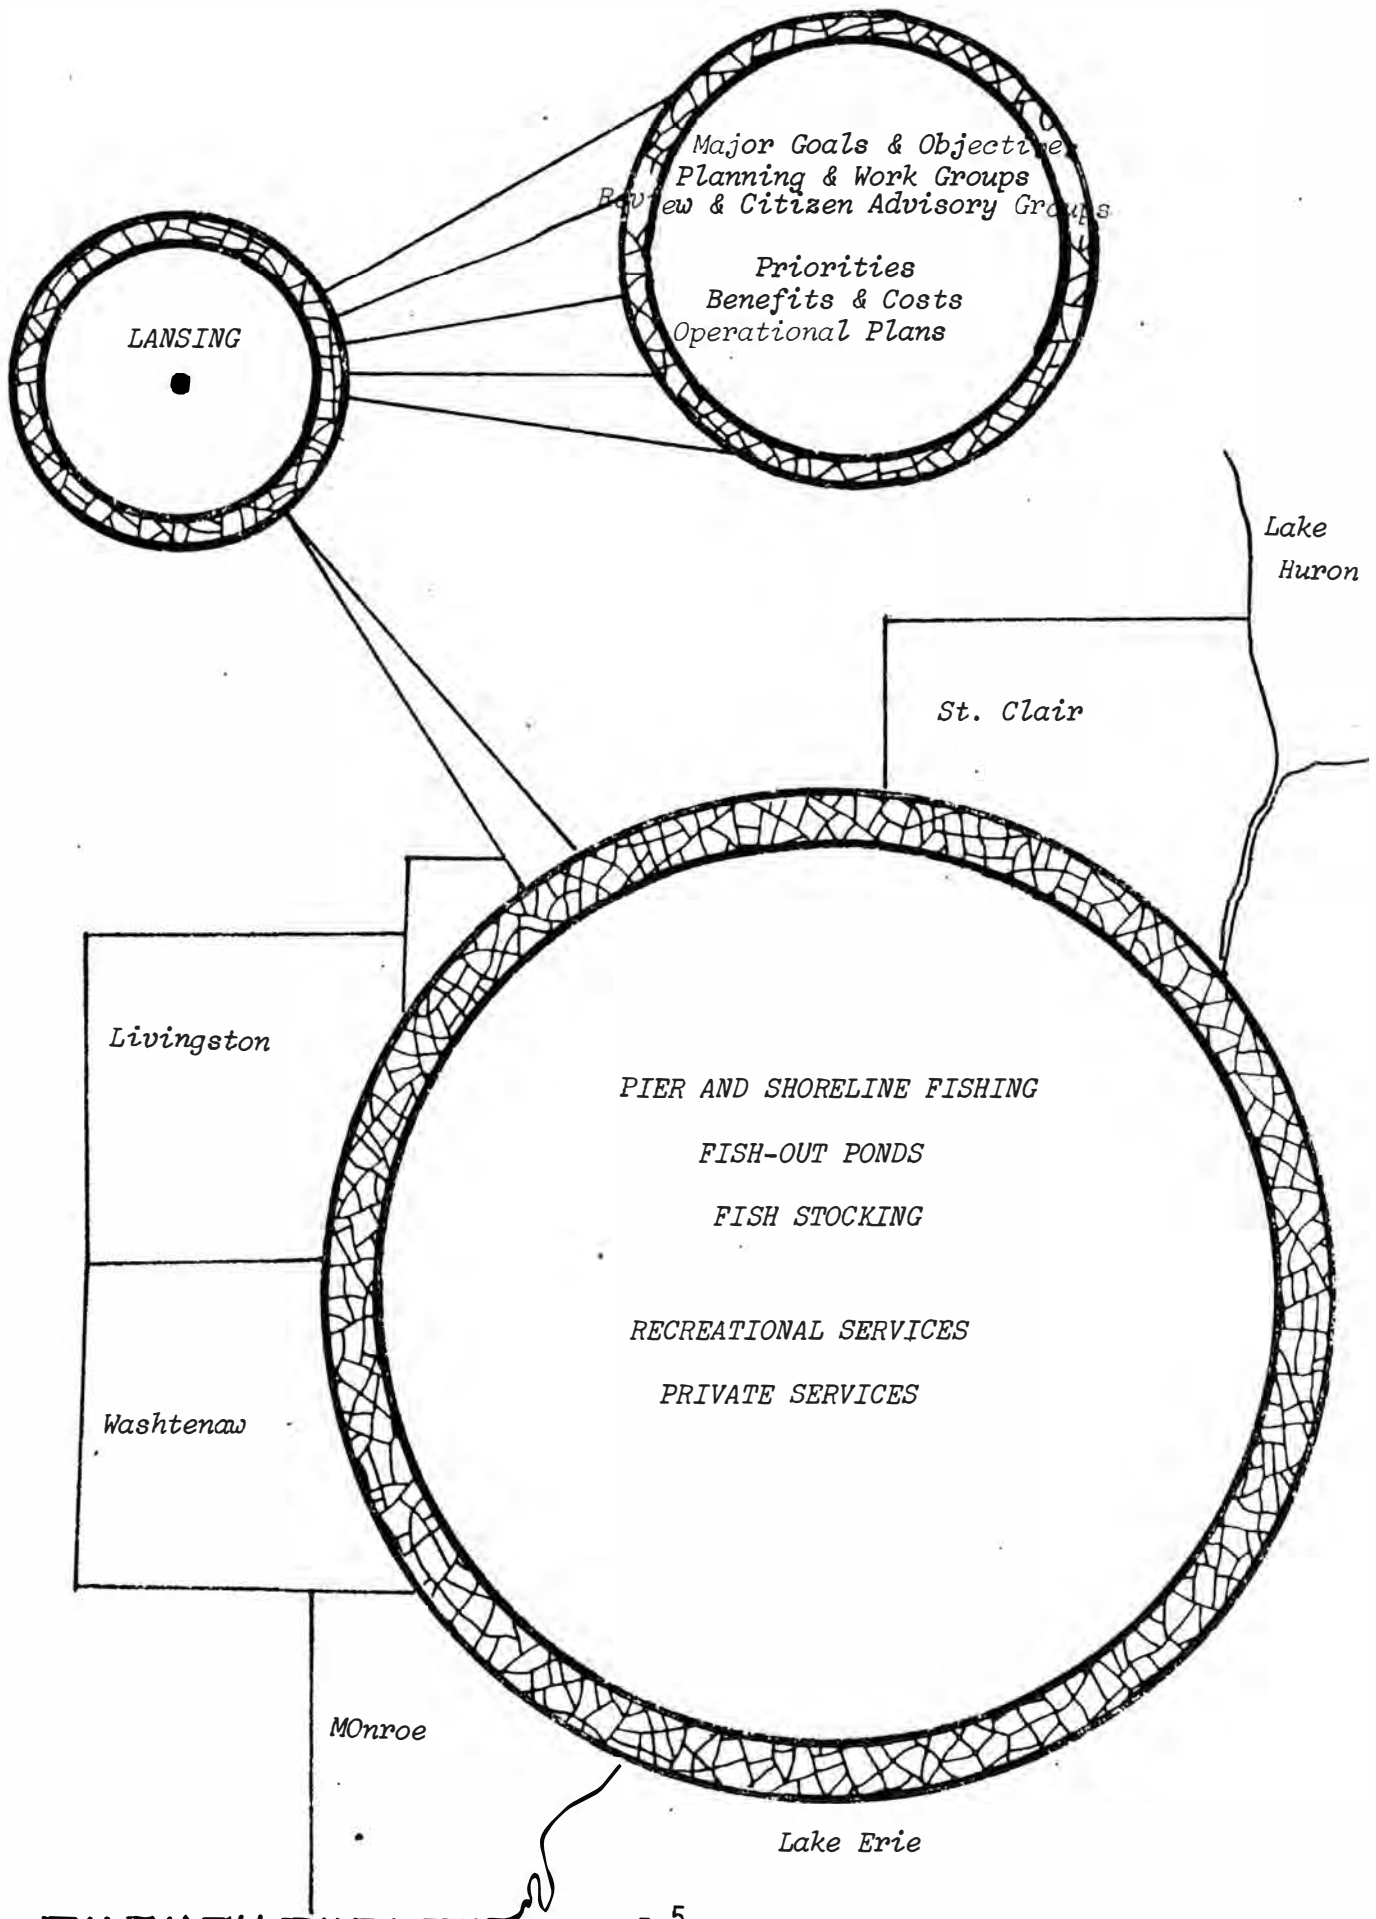 Major Goals & Objective
Planning & Work Groups
Review & Citizen Advisory Groups
Priorities
Benefits & Costs
Operational Plans
LANSING
Lake
Huron
St. Clair
Livingston
PIER AND SHORELINE FISHING
FISH-OUT PONDS
FISH STOCKING
RECREATIONAL SERVICES
PRIVATE SERVICES
Washtenaw
MOnroe
Lake Erie
5